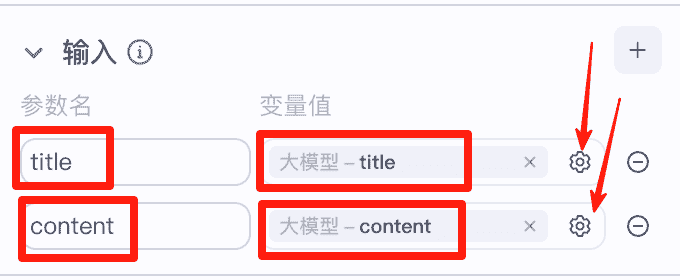 输入
参数名 变量值
title 大模型 – title
content 大模型 – content